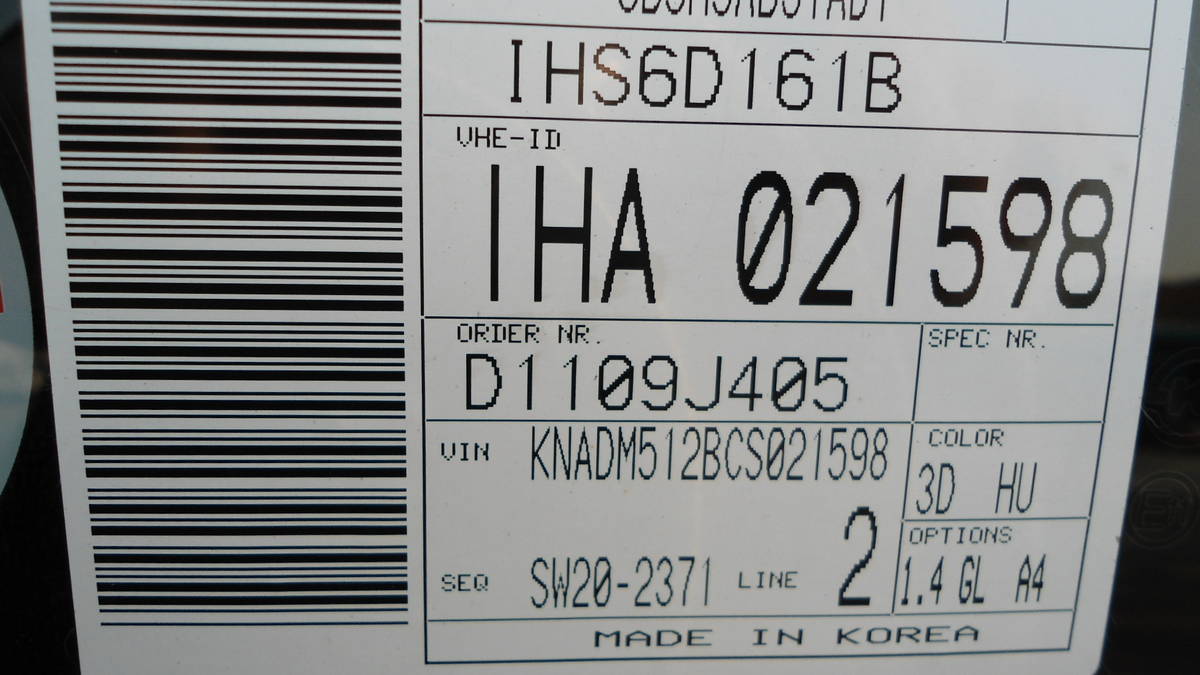 IHS6D161B
VHE-ID
IHA 021598
ORDER NR.
SPEC NR.
D1109J405
VIN KNADM512BCS021598
COLOR
3D HU
SEQ SW20-2371 LINE 2
OPTIONS
1.4 GL A4
MADE IN KOREA